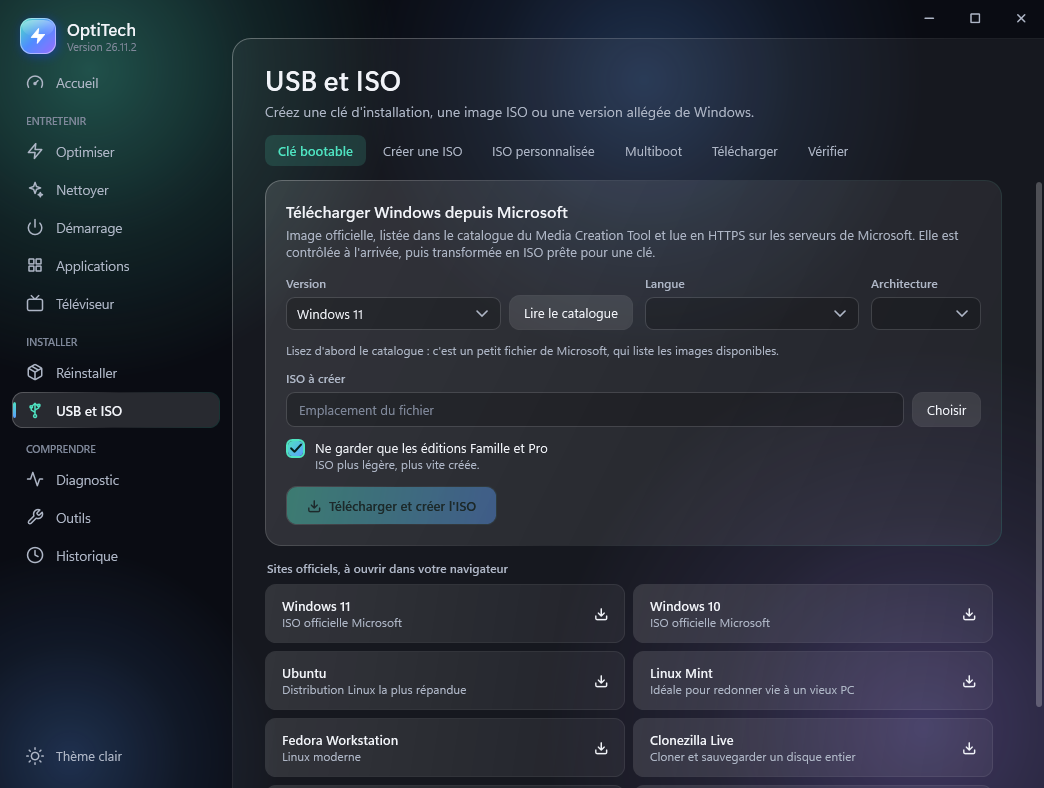 OptiTech
Version 26.11.2
Accueil
ENTRETENIR
Optimiser
Nettoyer
Démarrage
Applications
Téléviseur
INSTALLER
Réinstaller
USB et ISO
COMPRENDRE
Diagnostic
Outils
Historique
Thème clair
USB et ISO
Créez une clé d'installation, une image ISO ou une version allégée de Windows.
Clé bootable
Créer une ISO
ISO personnalisée
Multiboot
Télécharger
Vérifier
Télécharger Windows depuis Microsoft
Image officielle, listée dans le catalogue du Media Creation Tool et lue en HTTPS sur les serveurs de Microsoft. Elle est
contrôlée à l'arrivée, puis transformée en ISO prête pour une clé.
Version
Langue
Architecture
Windows 11
Lire le catalogue
Lisez d'abord le catalogue : c'est un petit fichier de Microsoft, qui liste les images disponibles.
ISO à créer
Emplacement du fichier
Choisir
Ne garder que les éditions Famille et Pro
ISO plus légère, plus vite créée.
Télécharger et créer l'ISO
Sites officiels, à ouvrir dans votre navigateur
Windows 11
ISO officielle Microsoft
Windows 10
ISO officielle Microsoft
Ubuntu
Distribution Linux la plus répandue
Linux Mint
Idéale pour redonner vie à un vieux PC
Fedora Workstation
Linux moderne
Clonezilla Live
Cloner et sauvegarder un disque entier